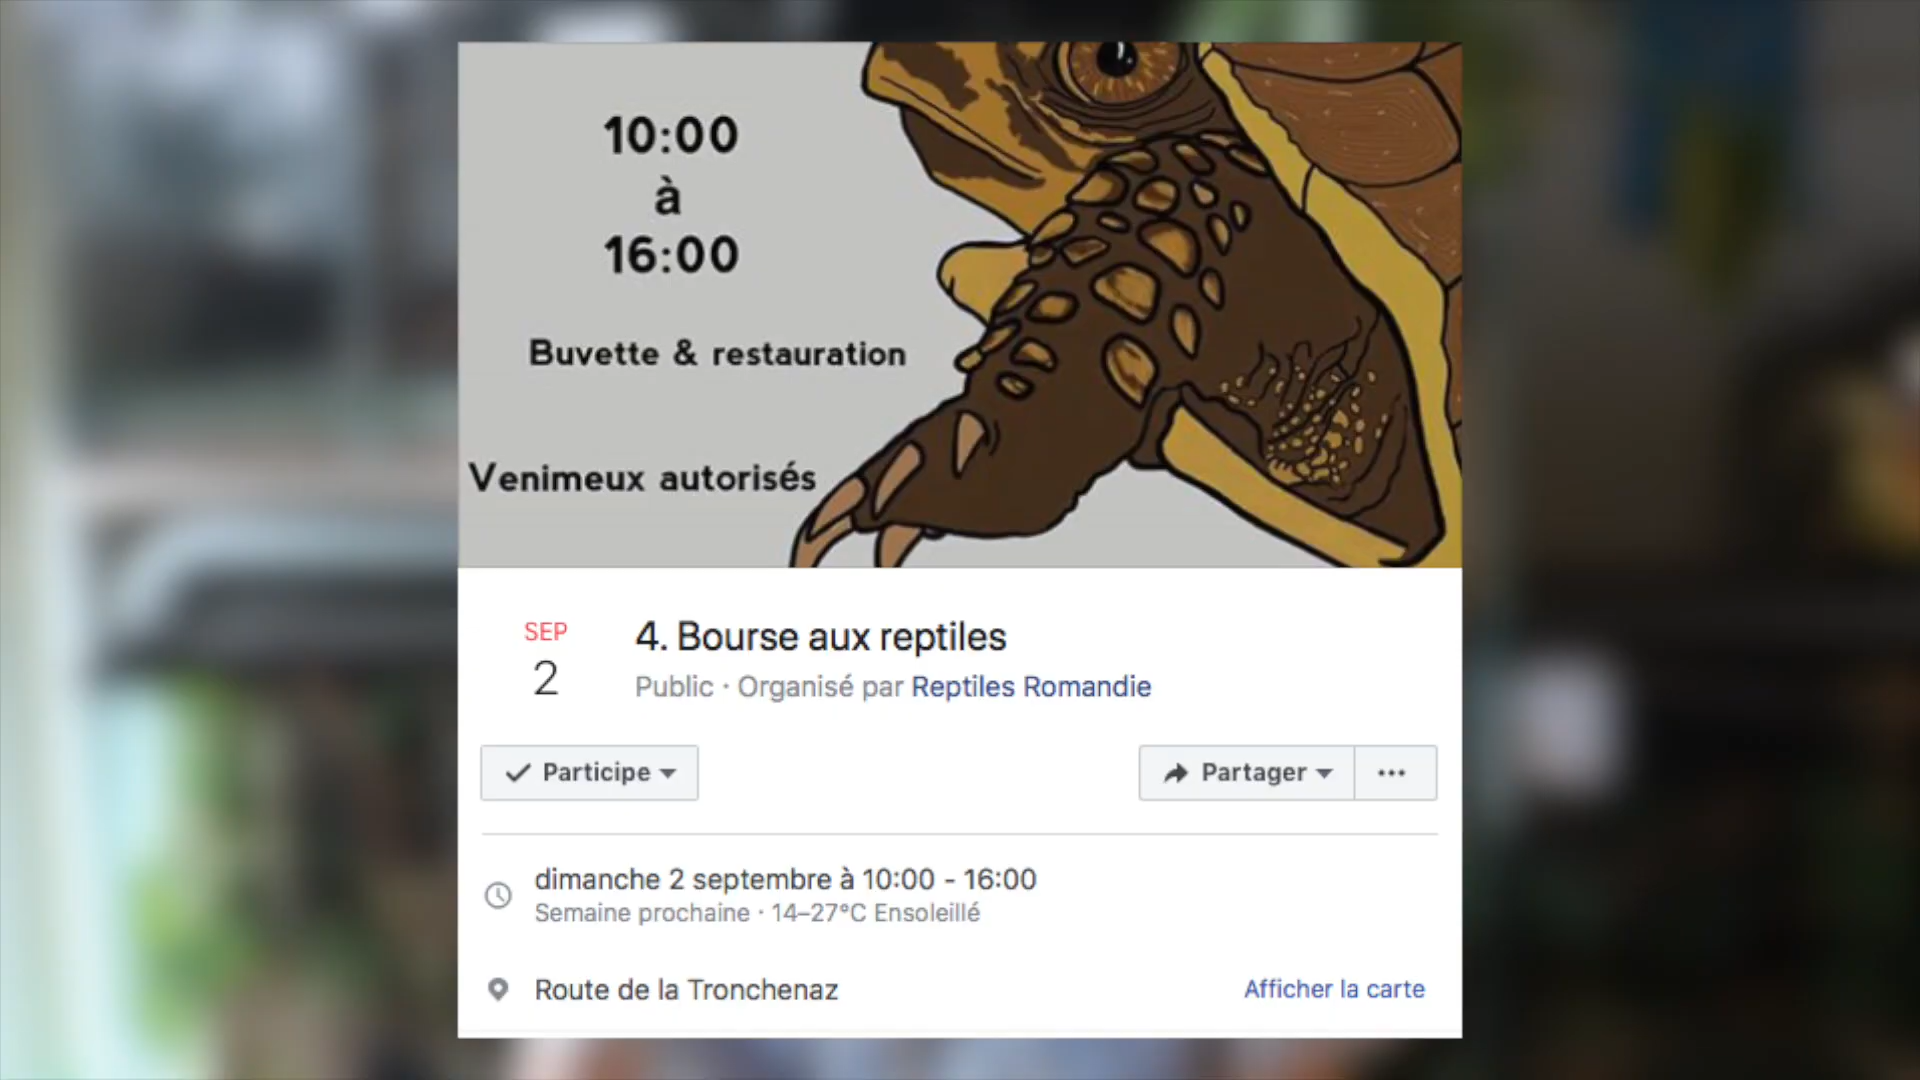 10:00
à
16:00
Buvette & restauration
Venimeux autorisés
SEP
2
4. Bourse aux reptiles
Public · Organisé par Reptiles Romandie
Participe
Partager
dimanche 2 septembre à 10:00 - 16:00
Semaine prochaine · 14–27°C Ensoleillé
Route de la Tronchenaz
Afficher la carte